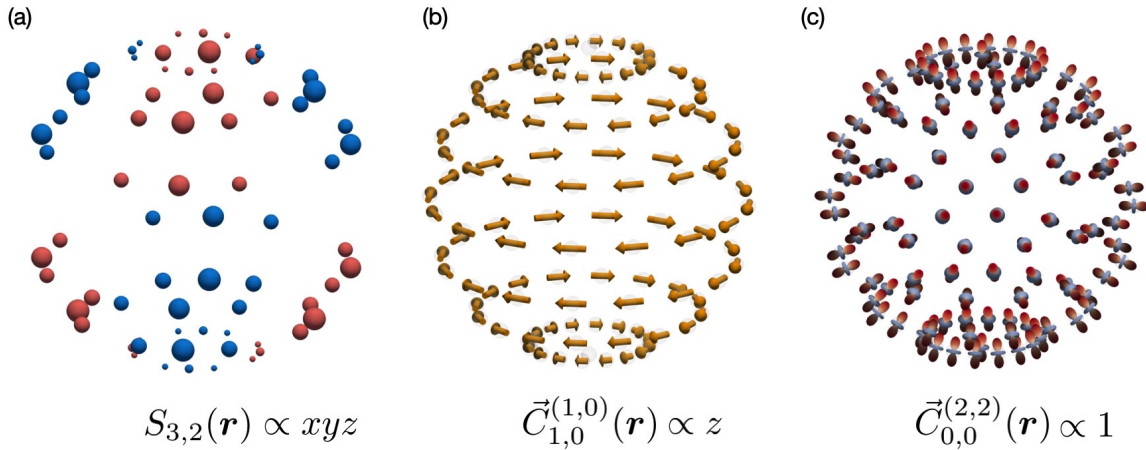 (a) (b) (c)
S_{3,2}(r) ∝ xyz
\vec{C}^{(1,0)}_{1,0}(r) ∝ z
\vec{C}^{(2,2)}_{0,0}(r) ∝ 1